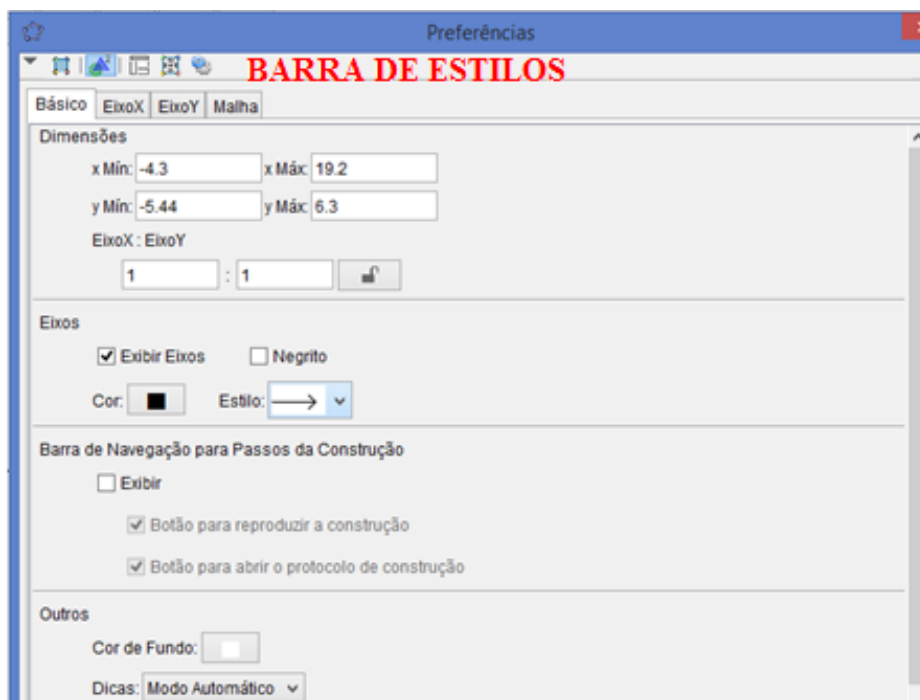 Preferências
BARRA DE ESTILOS
Básico EixoX EixoY Malha
Dimensões
x Mín: -4.3 x Máx: 19.2
y Mín: -5.44 y Máx: 6.3
EixoX : EixoY
1 : 1
Eixos
Exibir Eixos Negrito
Cor: Estilo:
Barra de Navegação para Passos da Construção
Exibir
Botão para reproduzir a construção
Botão para abrir o protocolo de construção
Outros
Cor de Fundo:
Dicas: Modo Automático